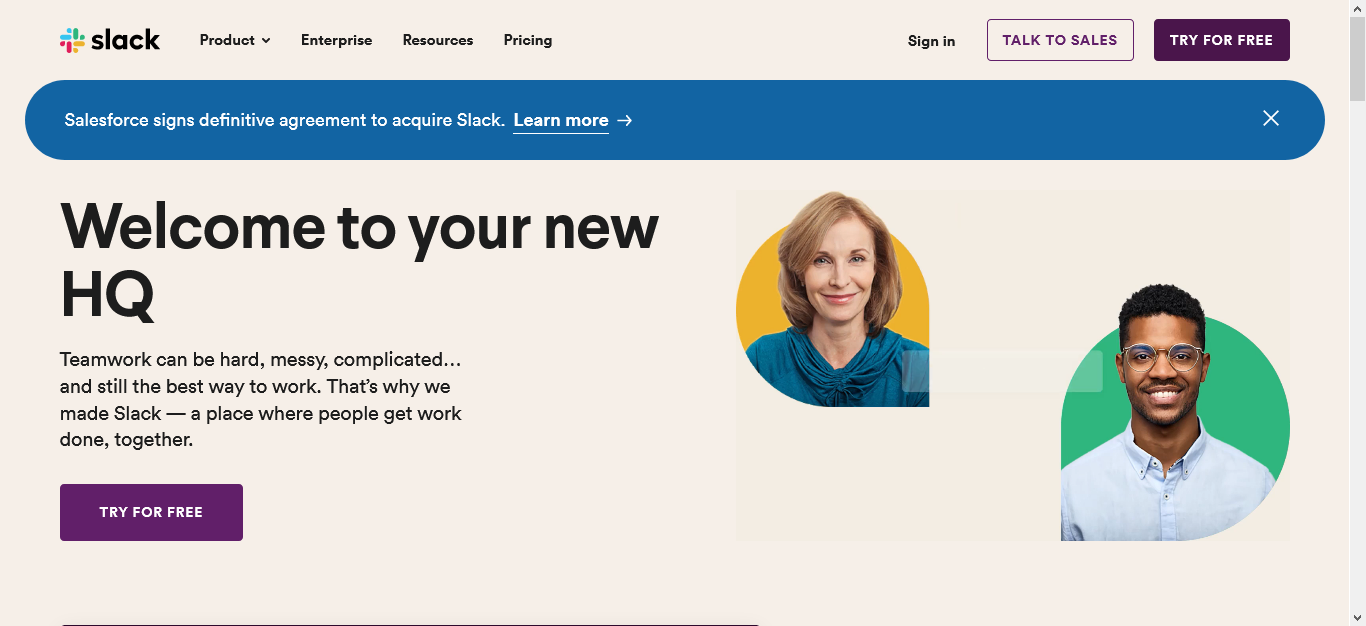 slack
Product
Enterprise
Resources
Pricing
Sign in
TALK TO SALES
TRY FOR FREE
Salesforce signs definitive agreement to acquire Slack. Learn more →
Welcome to your new
HQ
Teamwork can be hard, messy, complicated…
and still the best way to work. That’s why we
made Slack — a place where people get work
done, together.
TRY FOR FREE